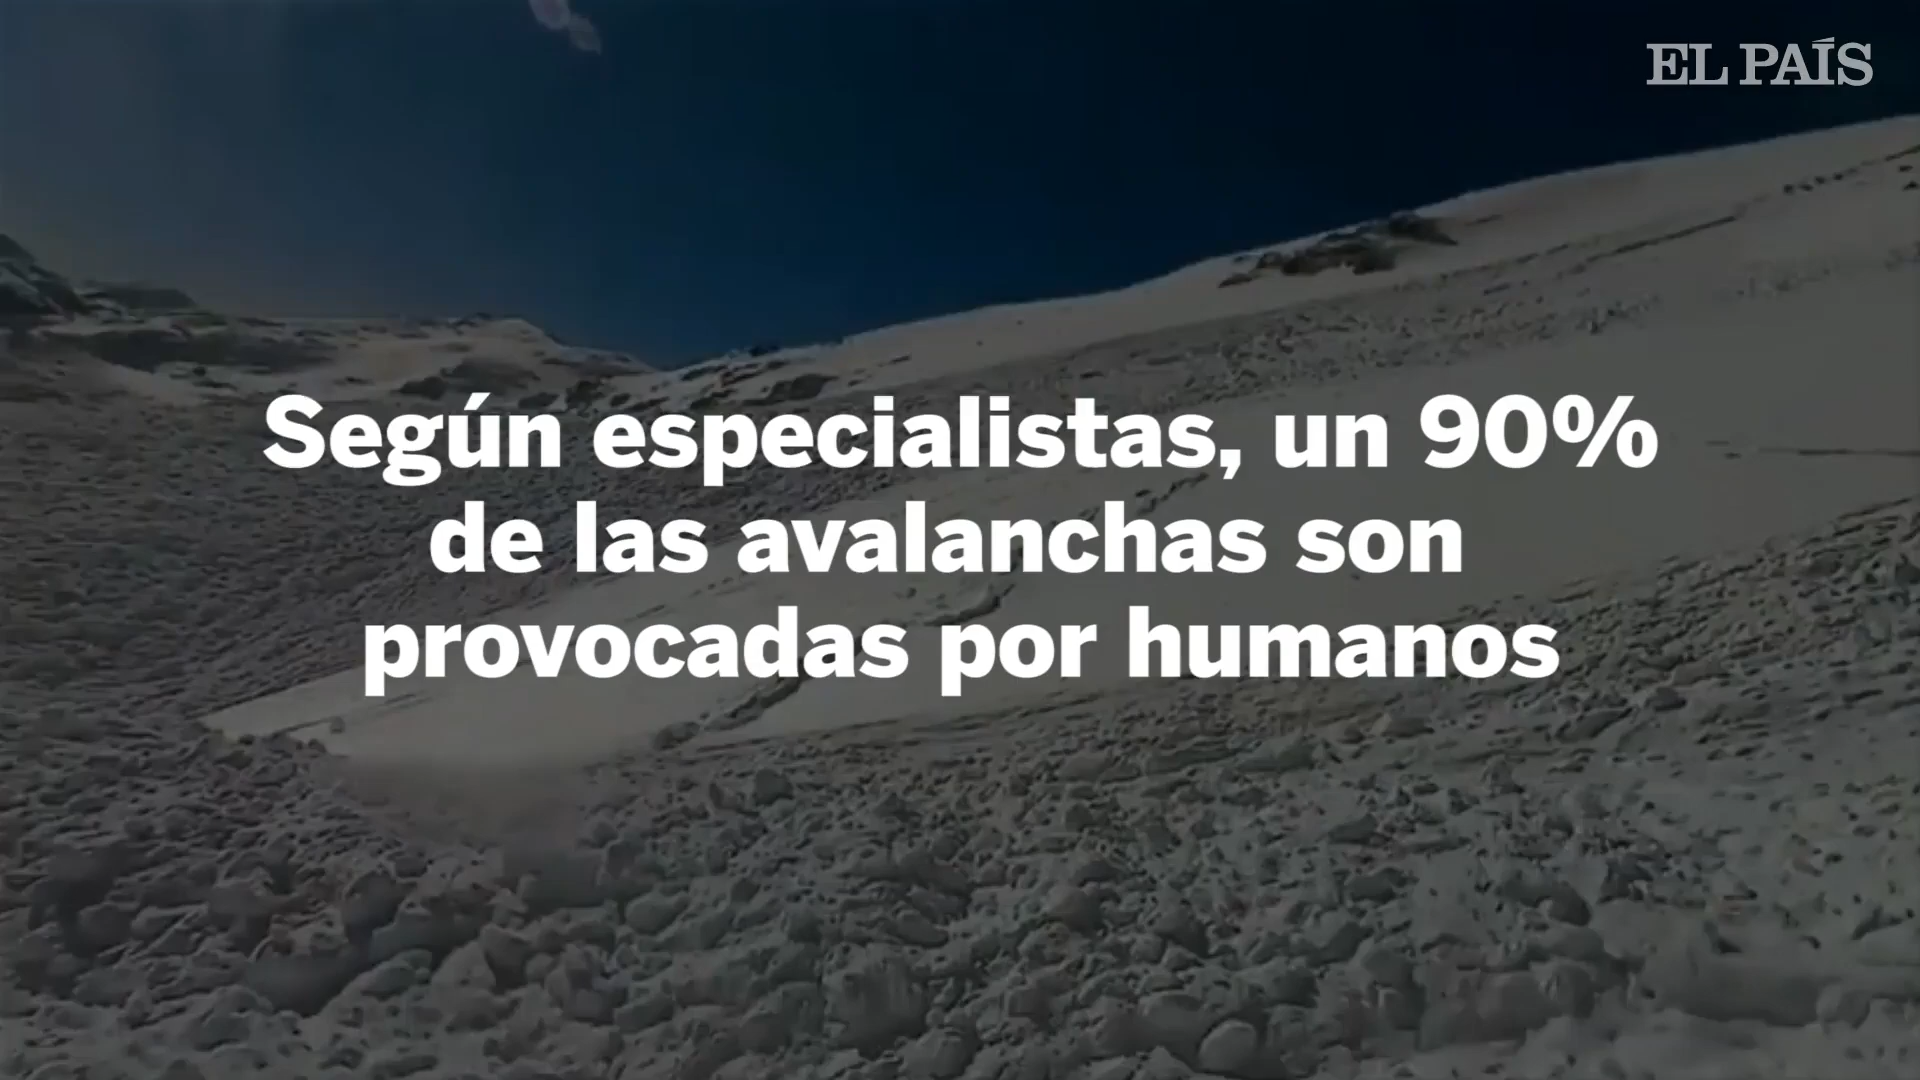 EL PAÍS
Según especialistas, un 90%
de las avalanchas son
provocadas por humanos